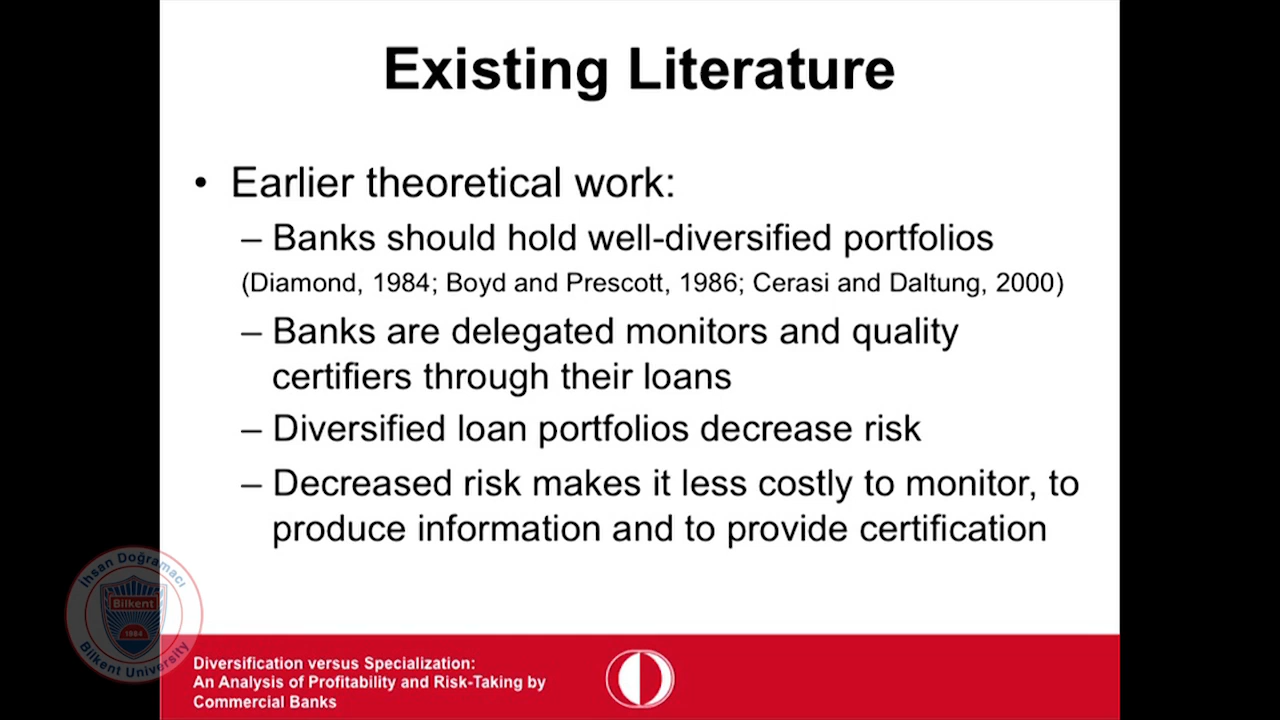 Existing Literature
• Earlier theoretical work:
– Banks should hold well-diversified portfolios
(Diamond, 1984; Boyd and Prescott, 1986; Cerasi and Daltung, 2000)
– Banks are delegated monitors and quality
certifiers through their loans
– Diversified loan portfolios decrease risk
– Decreased risk makes it less costly to monitor, to
produce information and to provide certification
İhsan Doğramacı
Bilkent
1984
Bilkent University
Diversification versus Specialization:
An Analysis of Profitability and Risk-Taking by
Commercial Banks